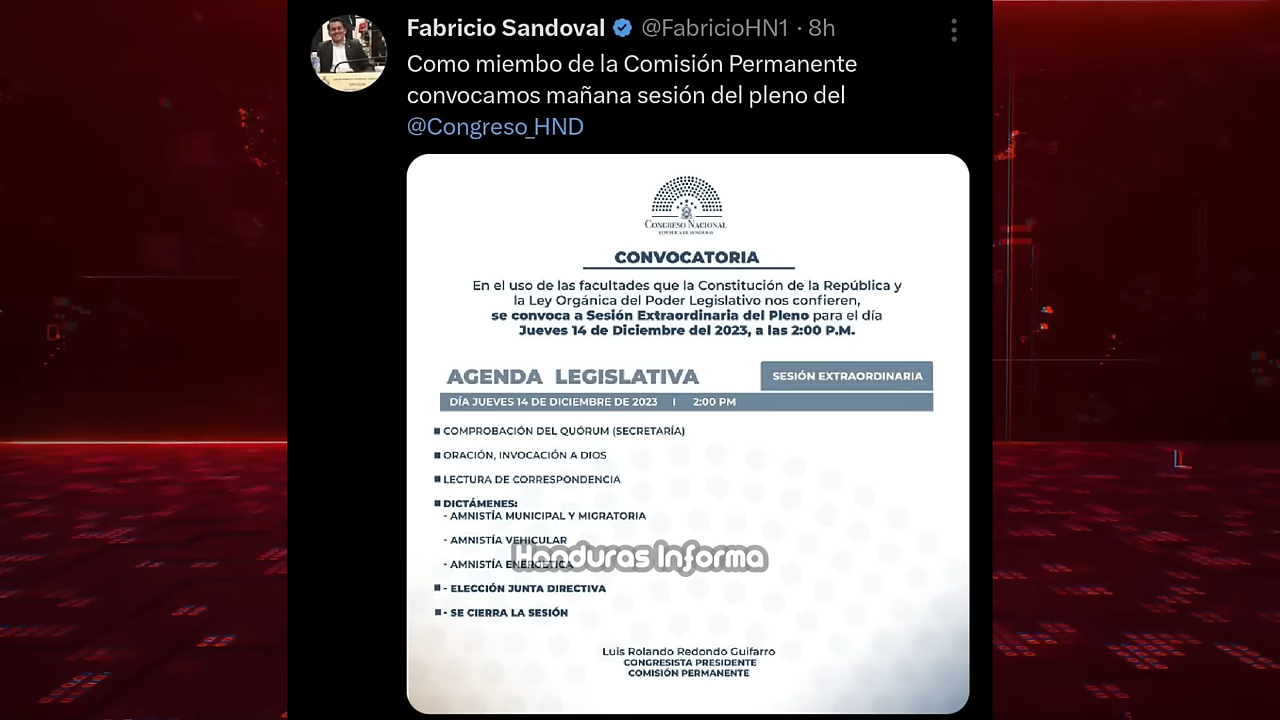 Fabricio Sandoval @FabricioHN1 · 8h
Como miembo de la Comisión Permanente
convocamos mañana sesión del pleno del
@Congreso_HND
CONGRESO NACIONAL
REPÚBLICA DE HONDURAS
CONVOCATORIA
En el uso de las facultades que la Constitución de la República y
la Ley Orgánica del Poder Legislativo nos confieren,
se convoca a Sesión Extraordinaria del Pleno para el día
Jueves 14 de Diciembre del 2023, a las 2:00 P.M.
AGENDA LEGISLATIVA
SESIÓN EXTRAORDINARIA
DÍA JUEVES 14 DE DICIEMBRE DE 2023 | 2:00 PM
COMPROBACIÓN DEL QUÓRUM (SECRETARÍA)
ORACIÓN, INVOCACIÓN A DIOS
LECTURA DE CORRESPONDENCIA
DICTÁMENES:
- AMNISTÍA MUNICIPAL Y MIGRATORIA
- AMNISTÍA VEHICULAR
- AMNISTÍA ENERGÉTICA
Honduras Informa
- ELECCIÓN JUNTA DIRECTIVA
- SE CIERRA LA SESIÓN
Luis Rolando Redondo Guifarro
CONGRESISTA PRESIDENTE
COMISIÓN PERMANENTE